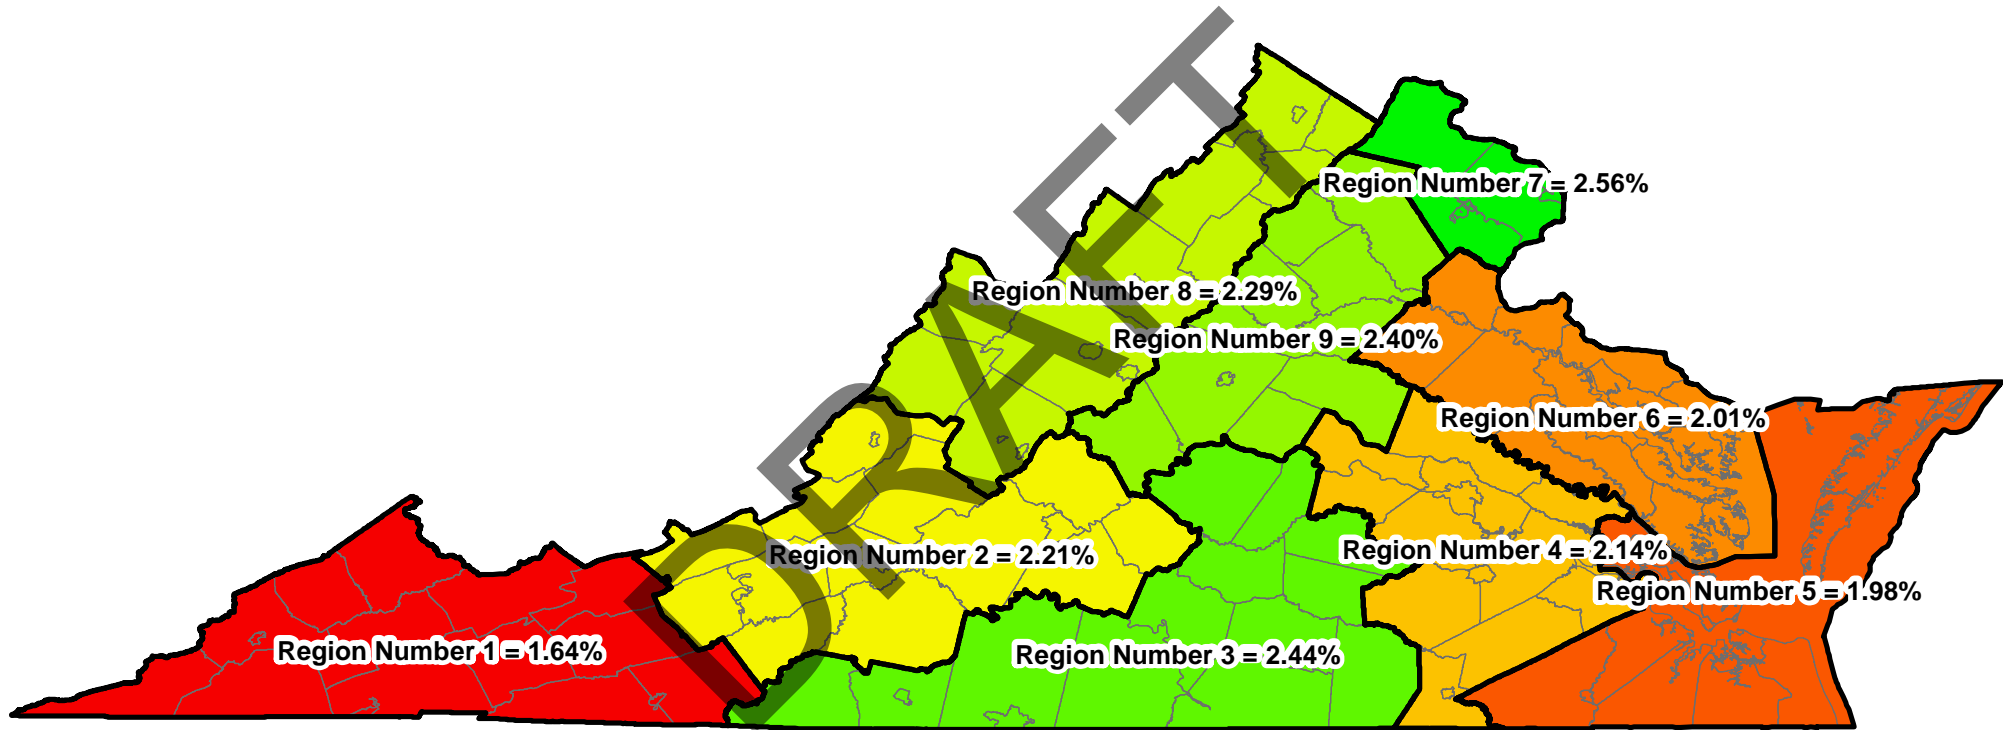 Region Number 7 = 2.56%
Region Number 8 = 2.29%
Region Number 9 = 2.40%
Region Number 6 = 2.01%
Region Number 2 = 2.21%
Region Number 4 = 2.14%
Region Number 5 = 1.98%
Region Number 1 = 1.64%
Region Number 3 = 2.44%
DRAFT